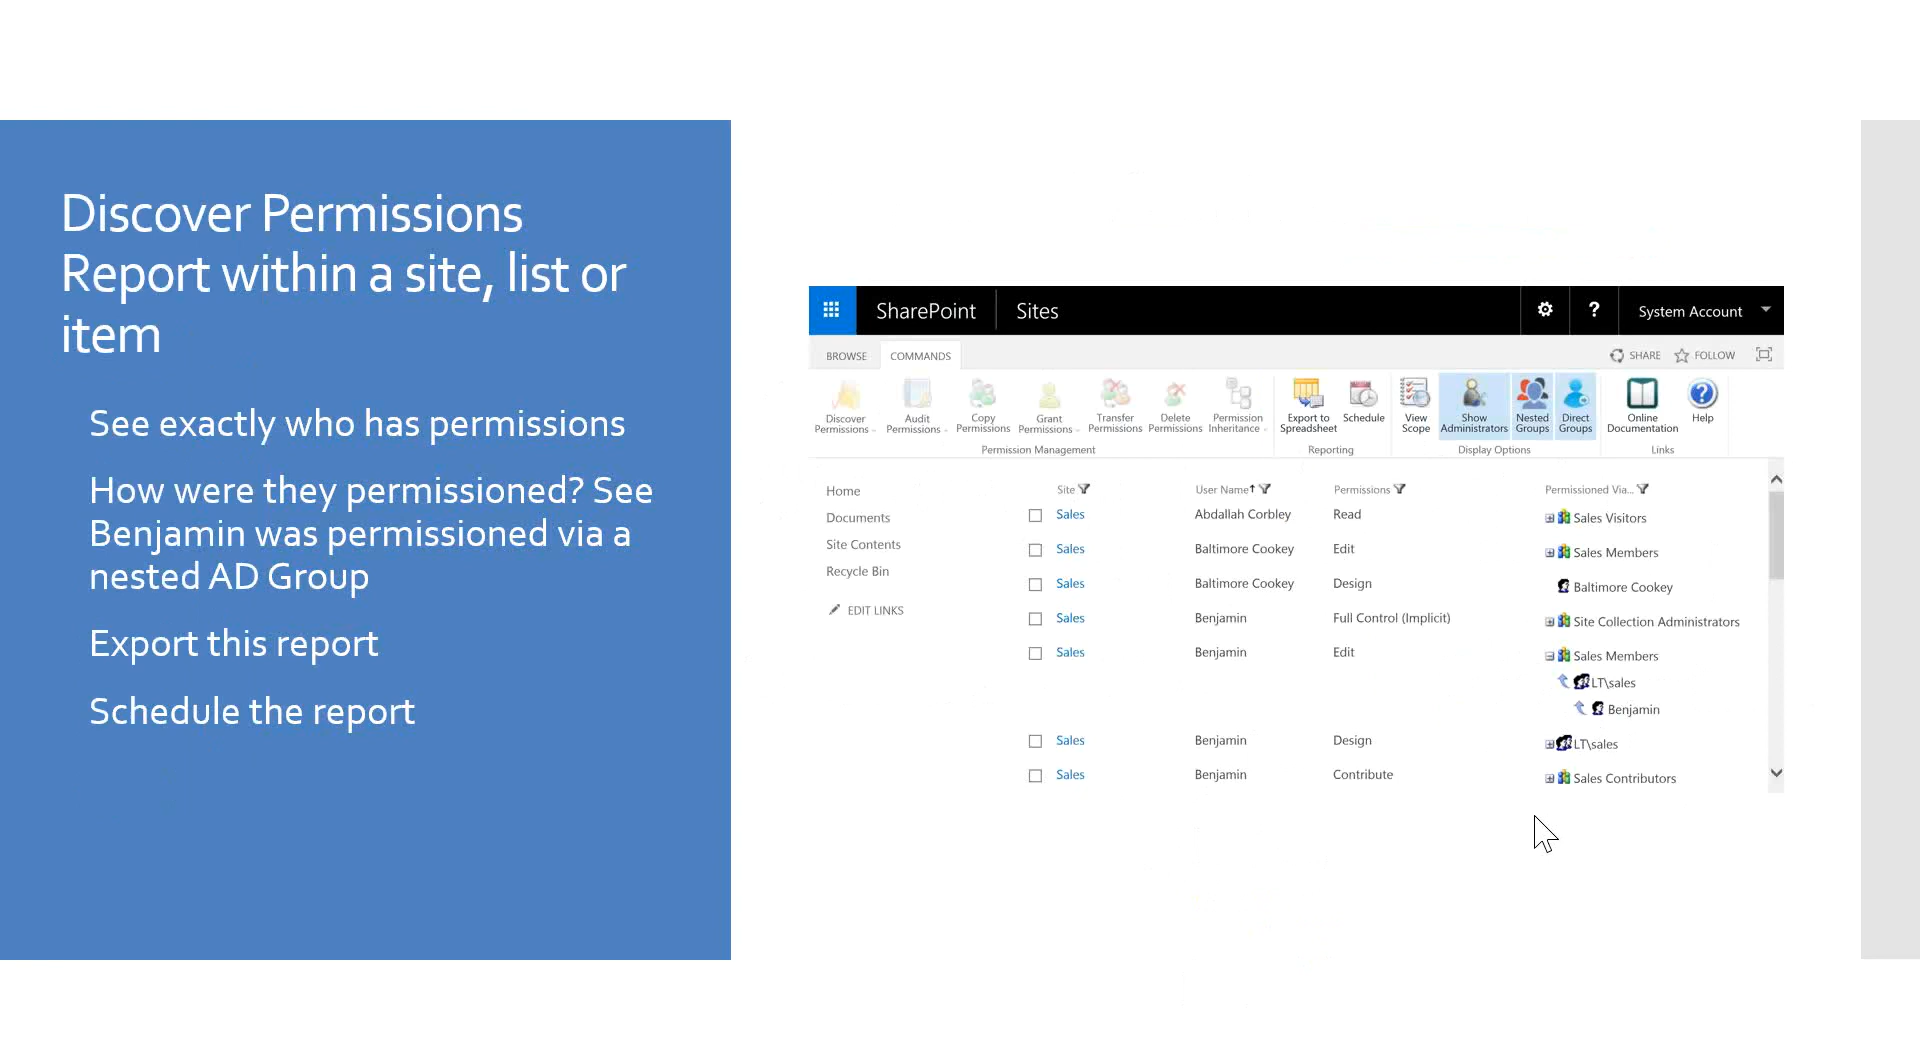 Discover Permissions
Report within a site, list or
item
See exactly who has permissions
How were they permissioned? See
Benjamin was permissioned via a
nested AD Group
Export this report
Schedule the report
SharePoint Sites ? System Account
BROWSE COMMANDS SHARE FOLLOW
Discover Permissions Audit Permissions Copy Permissions Grant Permissions Transfer Permissions Delete Permissions Permission Inheritance Export to Spreadsheet Schedule View Scope Show Administrators Nested Groups Direct Groups Online Documentation Help
Permission Management Reporting Display Options Links
Home
Documents
Site Contents
Recycle Bin
EDIT LINKS
Site User Name Permissions Permissioned Via...
Sales Abdallah Corbley Read Sales Visitors
Sales Baltimore Cookey Edit Sales Members
Sales Baltimore Cookey Design Baltimore Cookey
Sales Benjamin Full Control (Implicit) Site Collection Administrators
Sales Benjamin Edit Sales Members
LT\sales
Benjamin
Sales Benjamin Design LT\sales
Sales Benjamin Contribute Sales Contributors